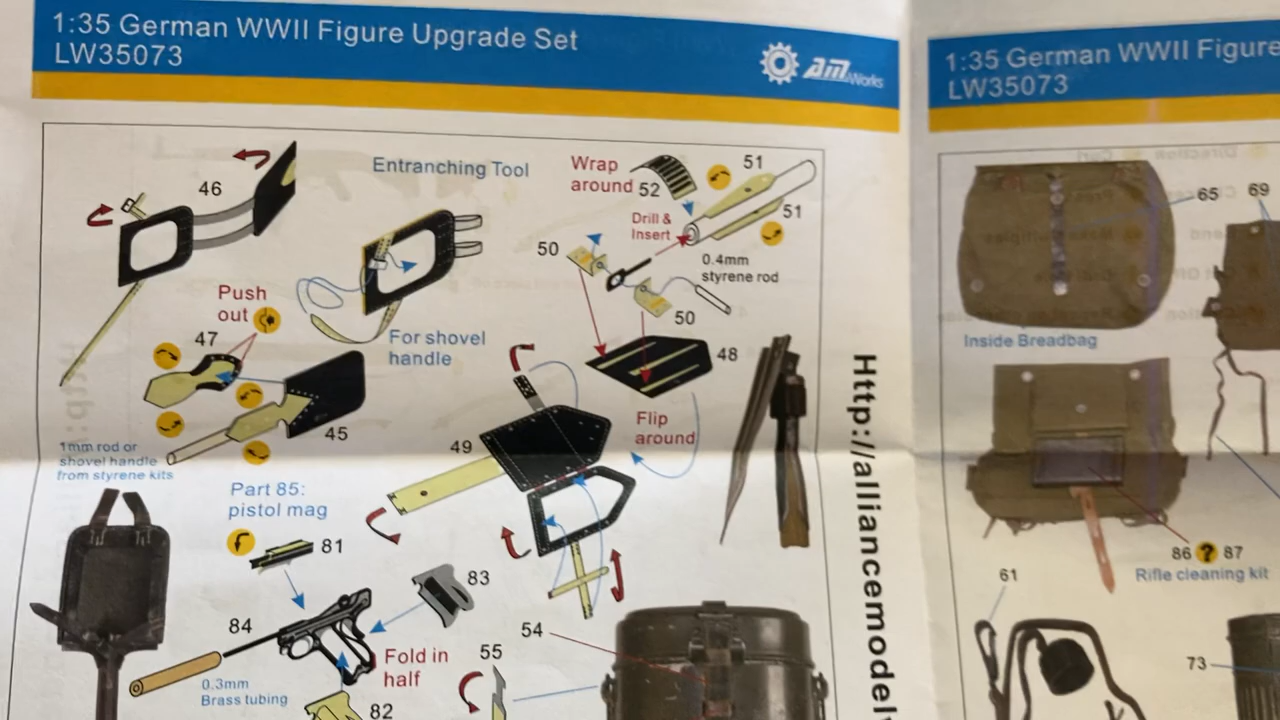 1:35 German WWII Figure Upgrade Set
LW35073
AM Works
46
Entranching Tool
Wrap
around
52
51
51
Drill &
Insert
50
0.4mm
styrene rod
50
Push
out
47
For shovel
handle
48
45
1mm rod or
shovel handle
from styrene kits
49
Flip
around
Part 85:
pistol mag
81
83
84
Fold in
half
0.3mm
Brass tubing
82
54
55
Http://alliancemodelw
1:35 German WWII Figure
LW35073
65
69
Inside Breadbag
86 ? 87
Rifle cleaning kit
61
73